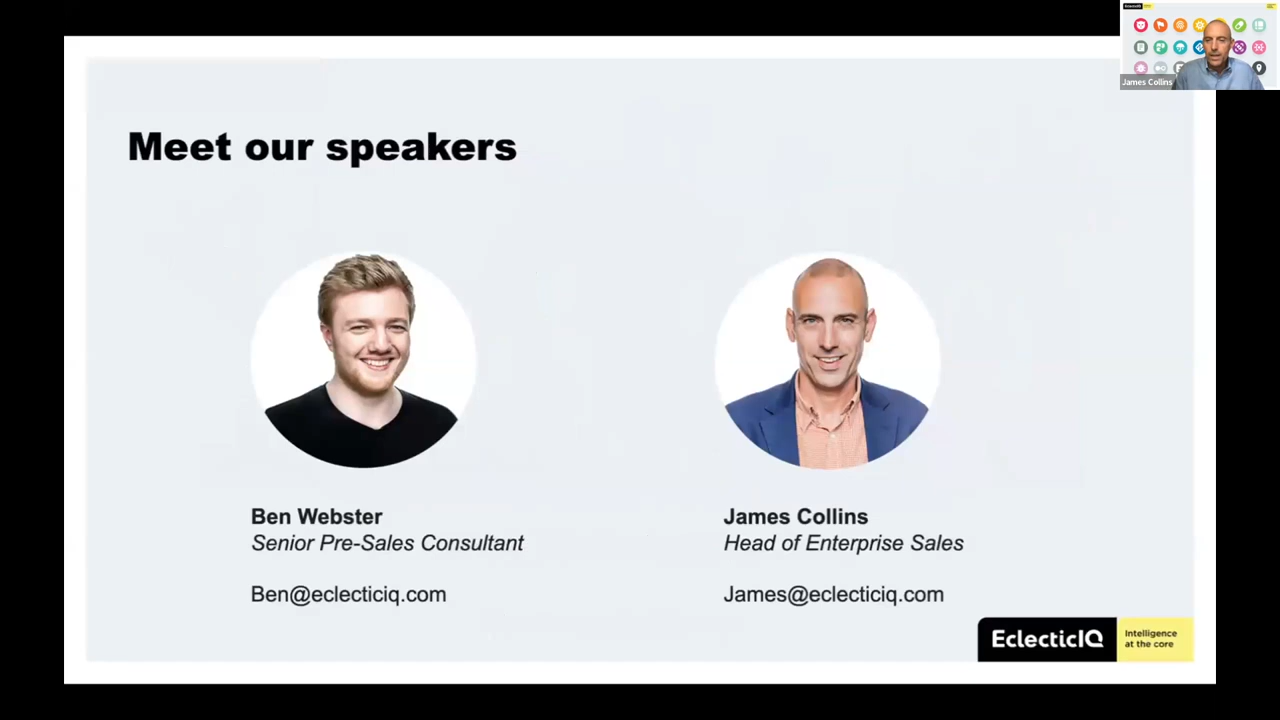 James Collins
Meet our speakers
Ben Webster
Senior Pre-Sales Consultant
Ben@eclecticiq.com
James Collins
Head of Enterprise Sales
James@eclecticiq.com
EclecticIQ
Intelligence
at the core